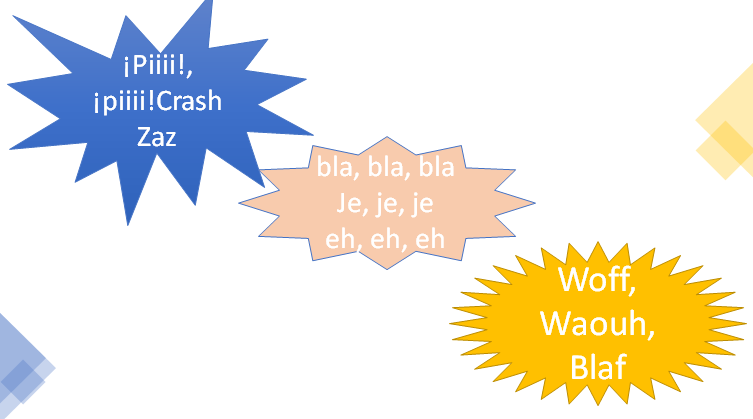 ¡Piiii!,
¡piiii!Crash
Zaz
bla, bla, bla
Je, je, je
eh, eh, eh
Woff,
Waouh,
Blaf